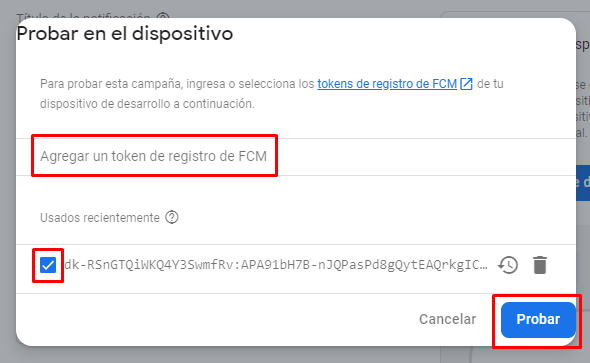 Título de la notificación
Probar en el dispositivo
Para probar esta campaña, ingresa o selecciona los tokens de registro de FCM de tu
dispositivo de desarrollo a continuación.
Agregar un token de registro de FCM
Usados recientemente
dk-RSnGTQiWKQ4Y3SwmfRv:APA91bH7B-nJQPasPd8gQytEAQrkgIC…
Cancelar
Probar